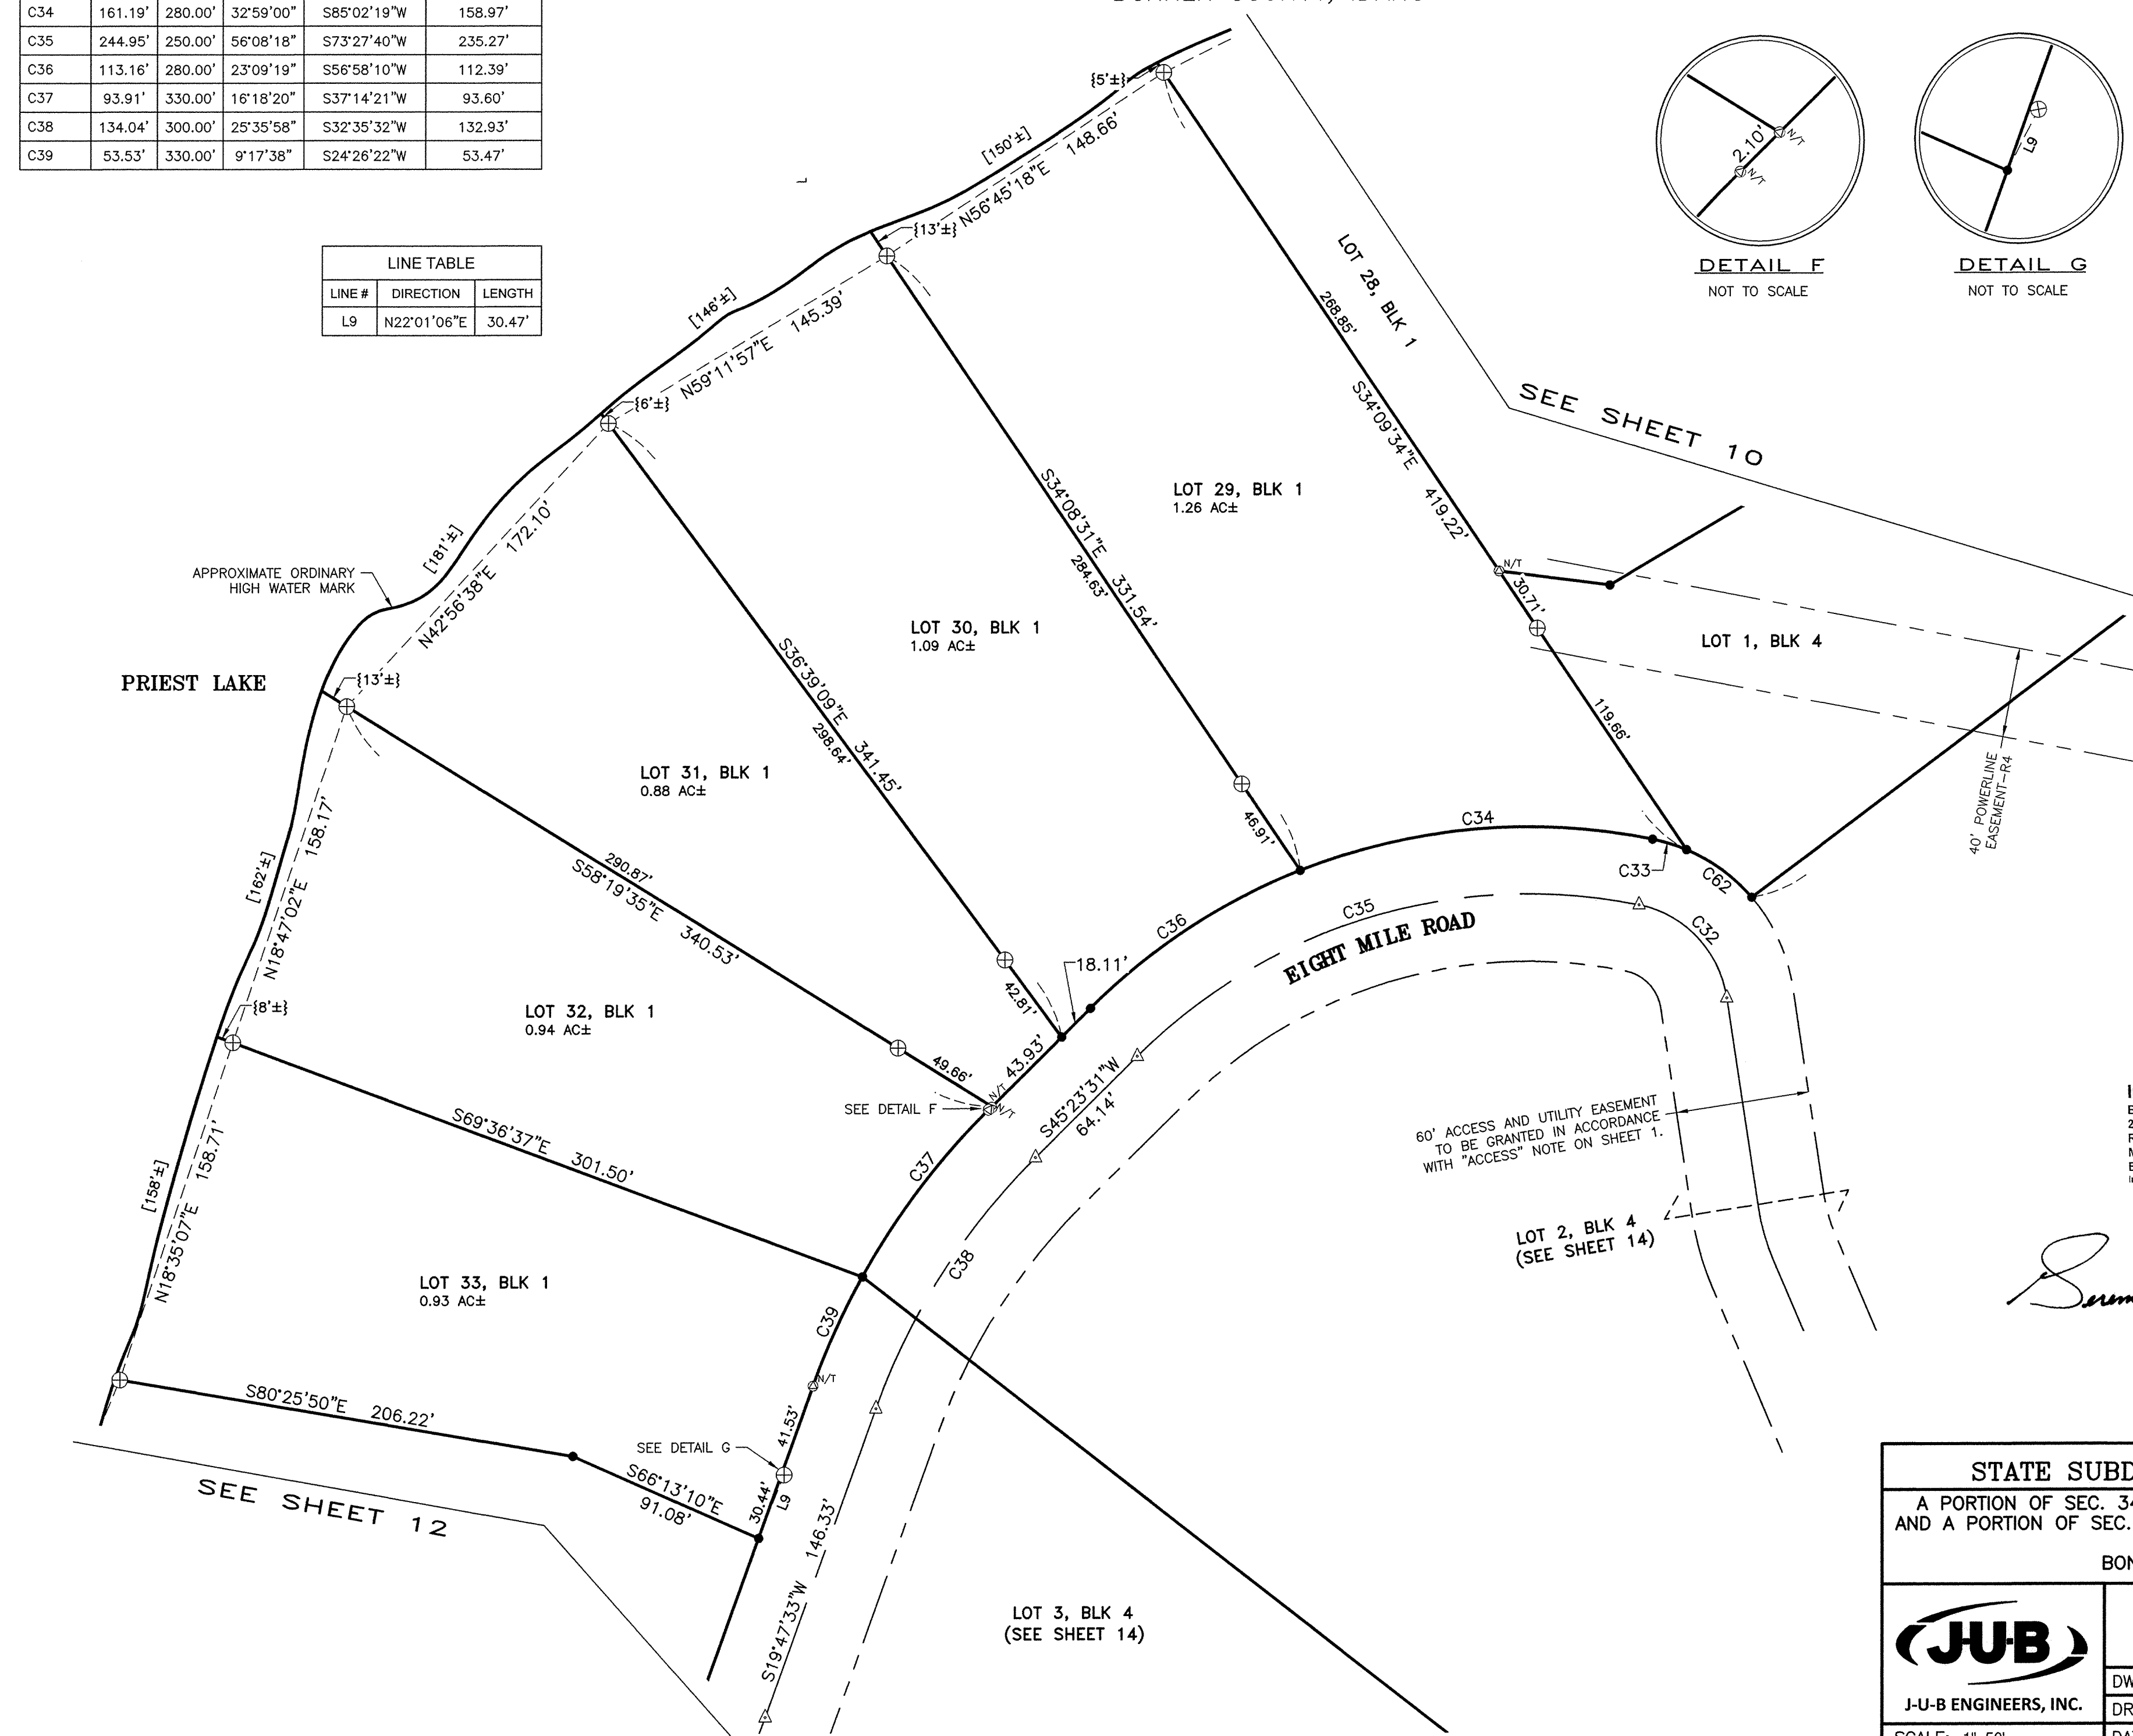 C34 161.19' 280.00' 32°59'00" S85°02'19"W 158.97'
C35 244.95' 250.00' 56°08'18" S73°27'40"W 235.27'
C36 113.16' 280.00' 23°09'19" S56°58'10"W 112.39'
C37 93.91' 330.00' 16°18'20" S37°14'21"W 93.60'
C38 134.04' 300.00' 25°35'58" S32°35'32"W 132.93'
C39 53.53' 330.00' 9°17'38" S24°26'22"W 53.47'
LINE TABLE
LINE # DIRECTION LENGTH
L9 N22°01'06"E 30.47'
{5'±}
[150'±]
N56°45'18"E 148.66'
{13'±}
[146'±]
N59°11'57"E 145.39'
{6'±}
[181'±]
N42°56'38"E 172.10'
APPROXIMATE ORDINARY
HIGH WATER MARK
PRIEST LAKE
{13'±}
[162'±]
N18°47'02"E 158.17'
{8'±}
[158'±]
N18°35'07"E 158.71'
2.10'
N/T
N/T
DETAIL F
NOT TO SCALE
L9
DETAIL G
NOT TO SCALE
LOT 28, BLK 1
SEE SHEET 10
268.85'
S34°09'34"E 419.22'
N/T
30.71'
119.66'
LOT 29, BLK 1
1.26 AC±
S34°08'31"E 331.54'
284.63'
46.91'
LOT 30, BLK 1
1.09 AC±
S36°39'09"E 341.45'
298.64'
42.81'
LOT 31, BLK 1
0.88 AC±
290.87'
S58°19'35"E 340.53'
49.66'
LOT 32, BLK 1
0.94 AC±
S69°36'37"E 301.50'
LOT 33, BLK 1
0.93 AC±
S80°25'50"E 206.22'
S66°13'10"E
91.08'
SEE SHEET 12
LOT 1, BLK 4
40' POWERLINE
EASEMENT-R4
C34
C33
C62
C32
C35
C36
18.11'
43.93'
EIGHT MILE ROAD
SEE DETAIL F
N/T
N/T
S45°23'31"W
64.14'
C37
C38
C39
N/T
41.53'
SEE DETAIL G
30.44'
L9
S19°47'33"W 146.33'
60' ACCESS AND UTILITY EASEMENT
TO BE GRANTED IN ACCORDANCE
WITH "ACCESS" NOTE ON SHEET 1.
LOT 2, BLK 4
(SEE SHEET 14)
LOT 3, BLK 4
(SEE SHEET 14)
STATE SUBD
A PORTION OF SEC. 34
AND A PORTION OF SEC.
BON
J-U-B
J-U-B ENGINEERS, INC.
DW
DR